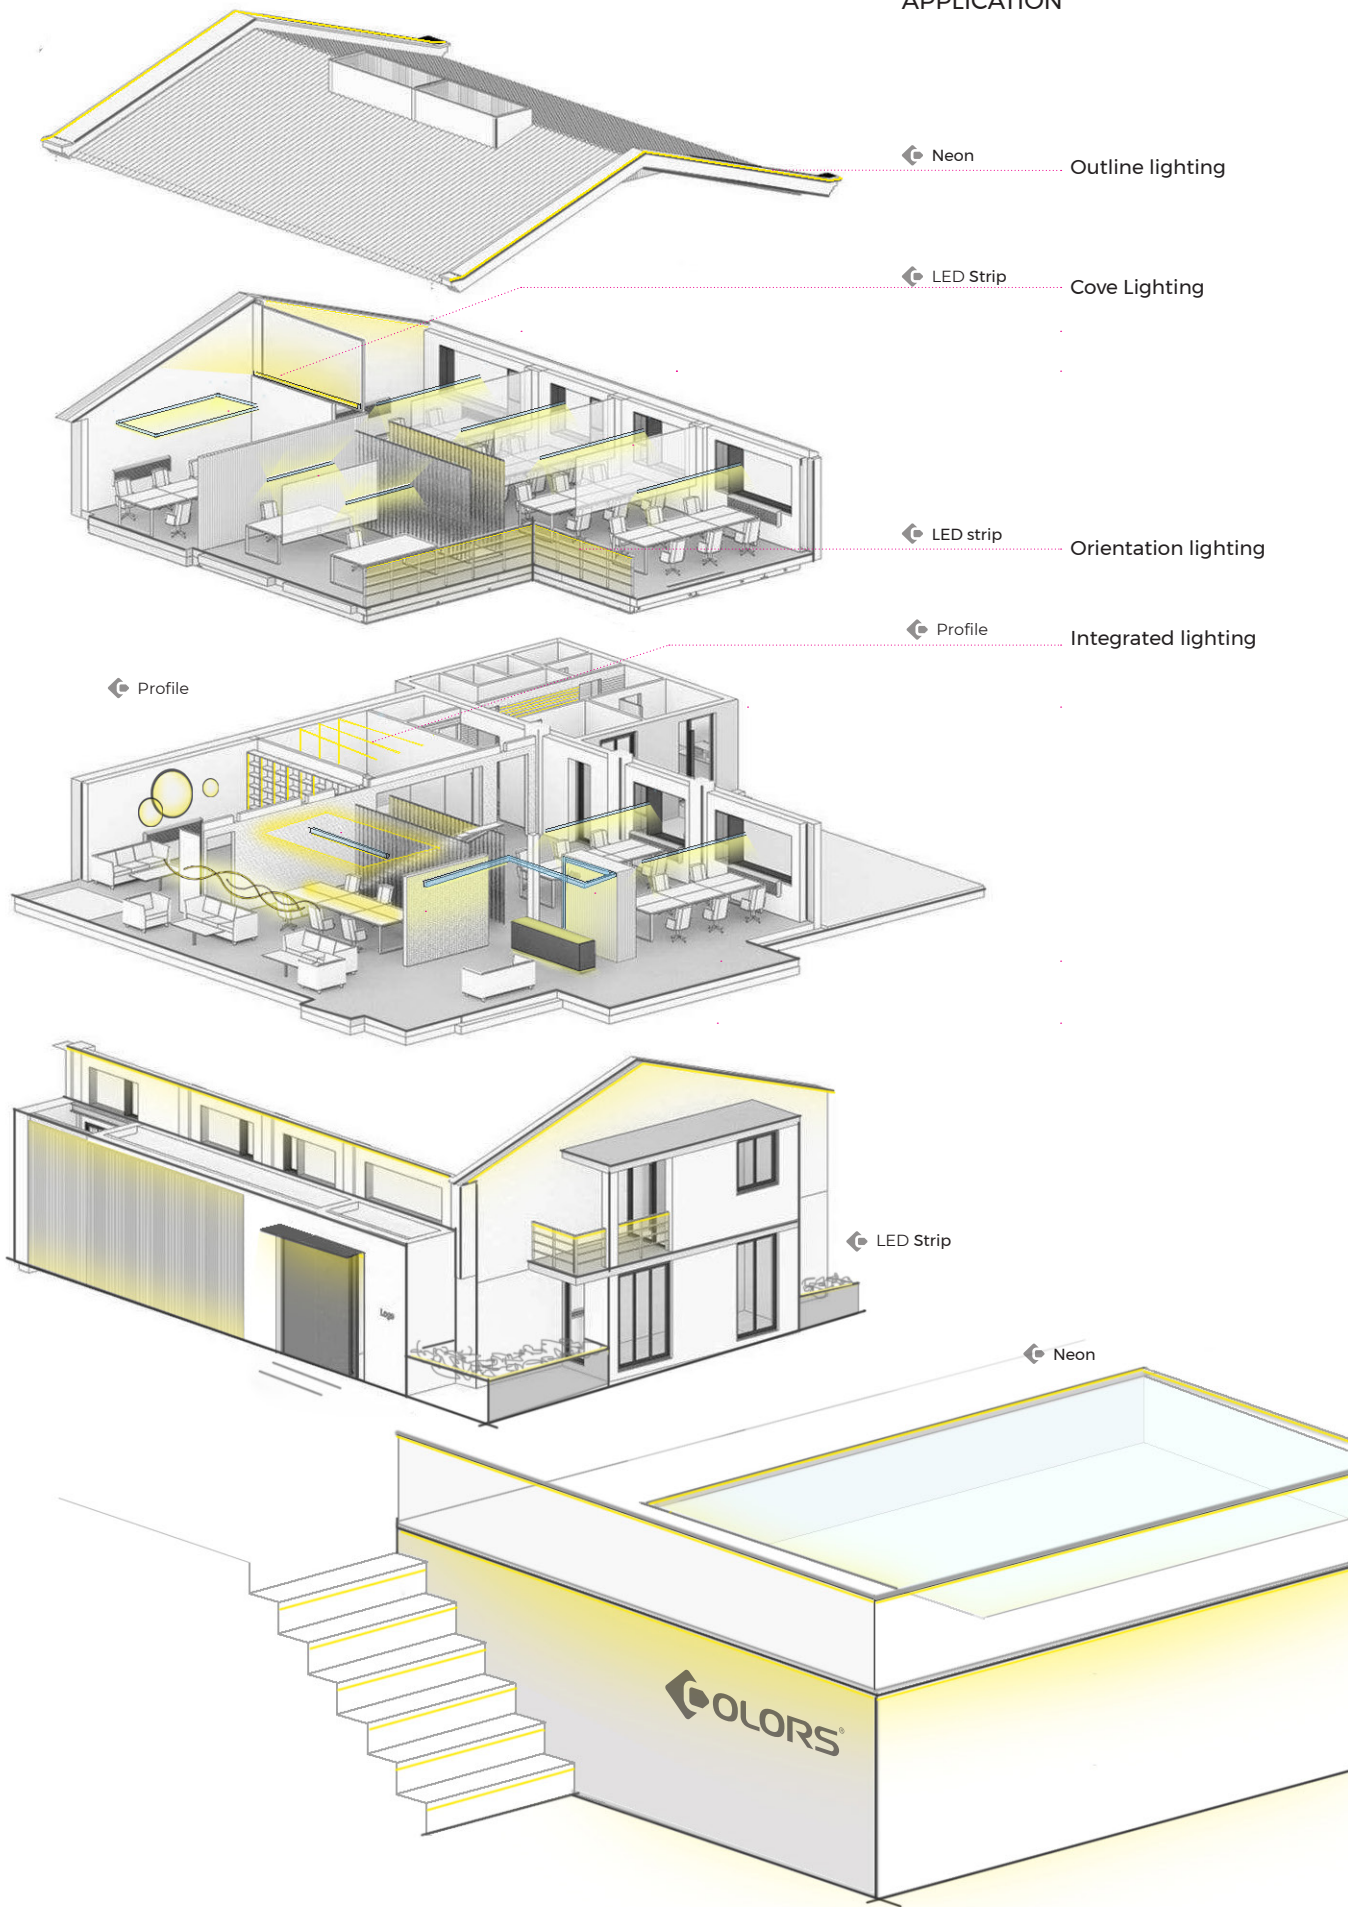 APPLICATION
Neon
Outline lighting
LED Strip
Cove Lighting
LED strip
Orientation lighting
Profile
Integrated lighting
Profile
Logo
LED Strip
Neon
COLORS®